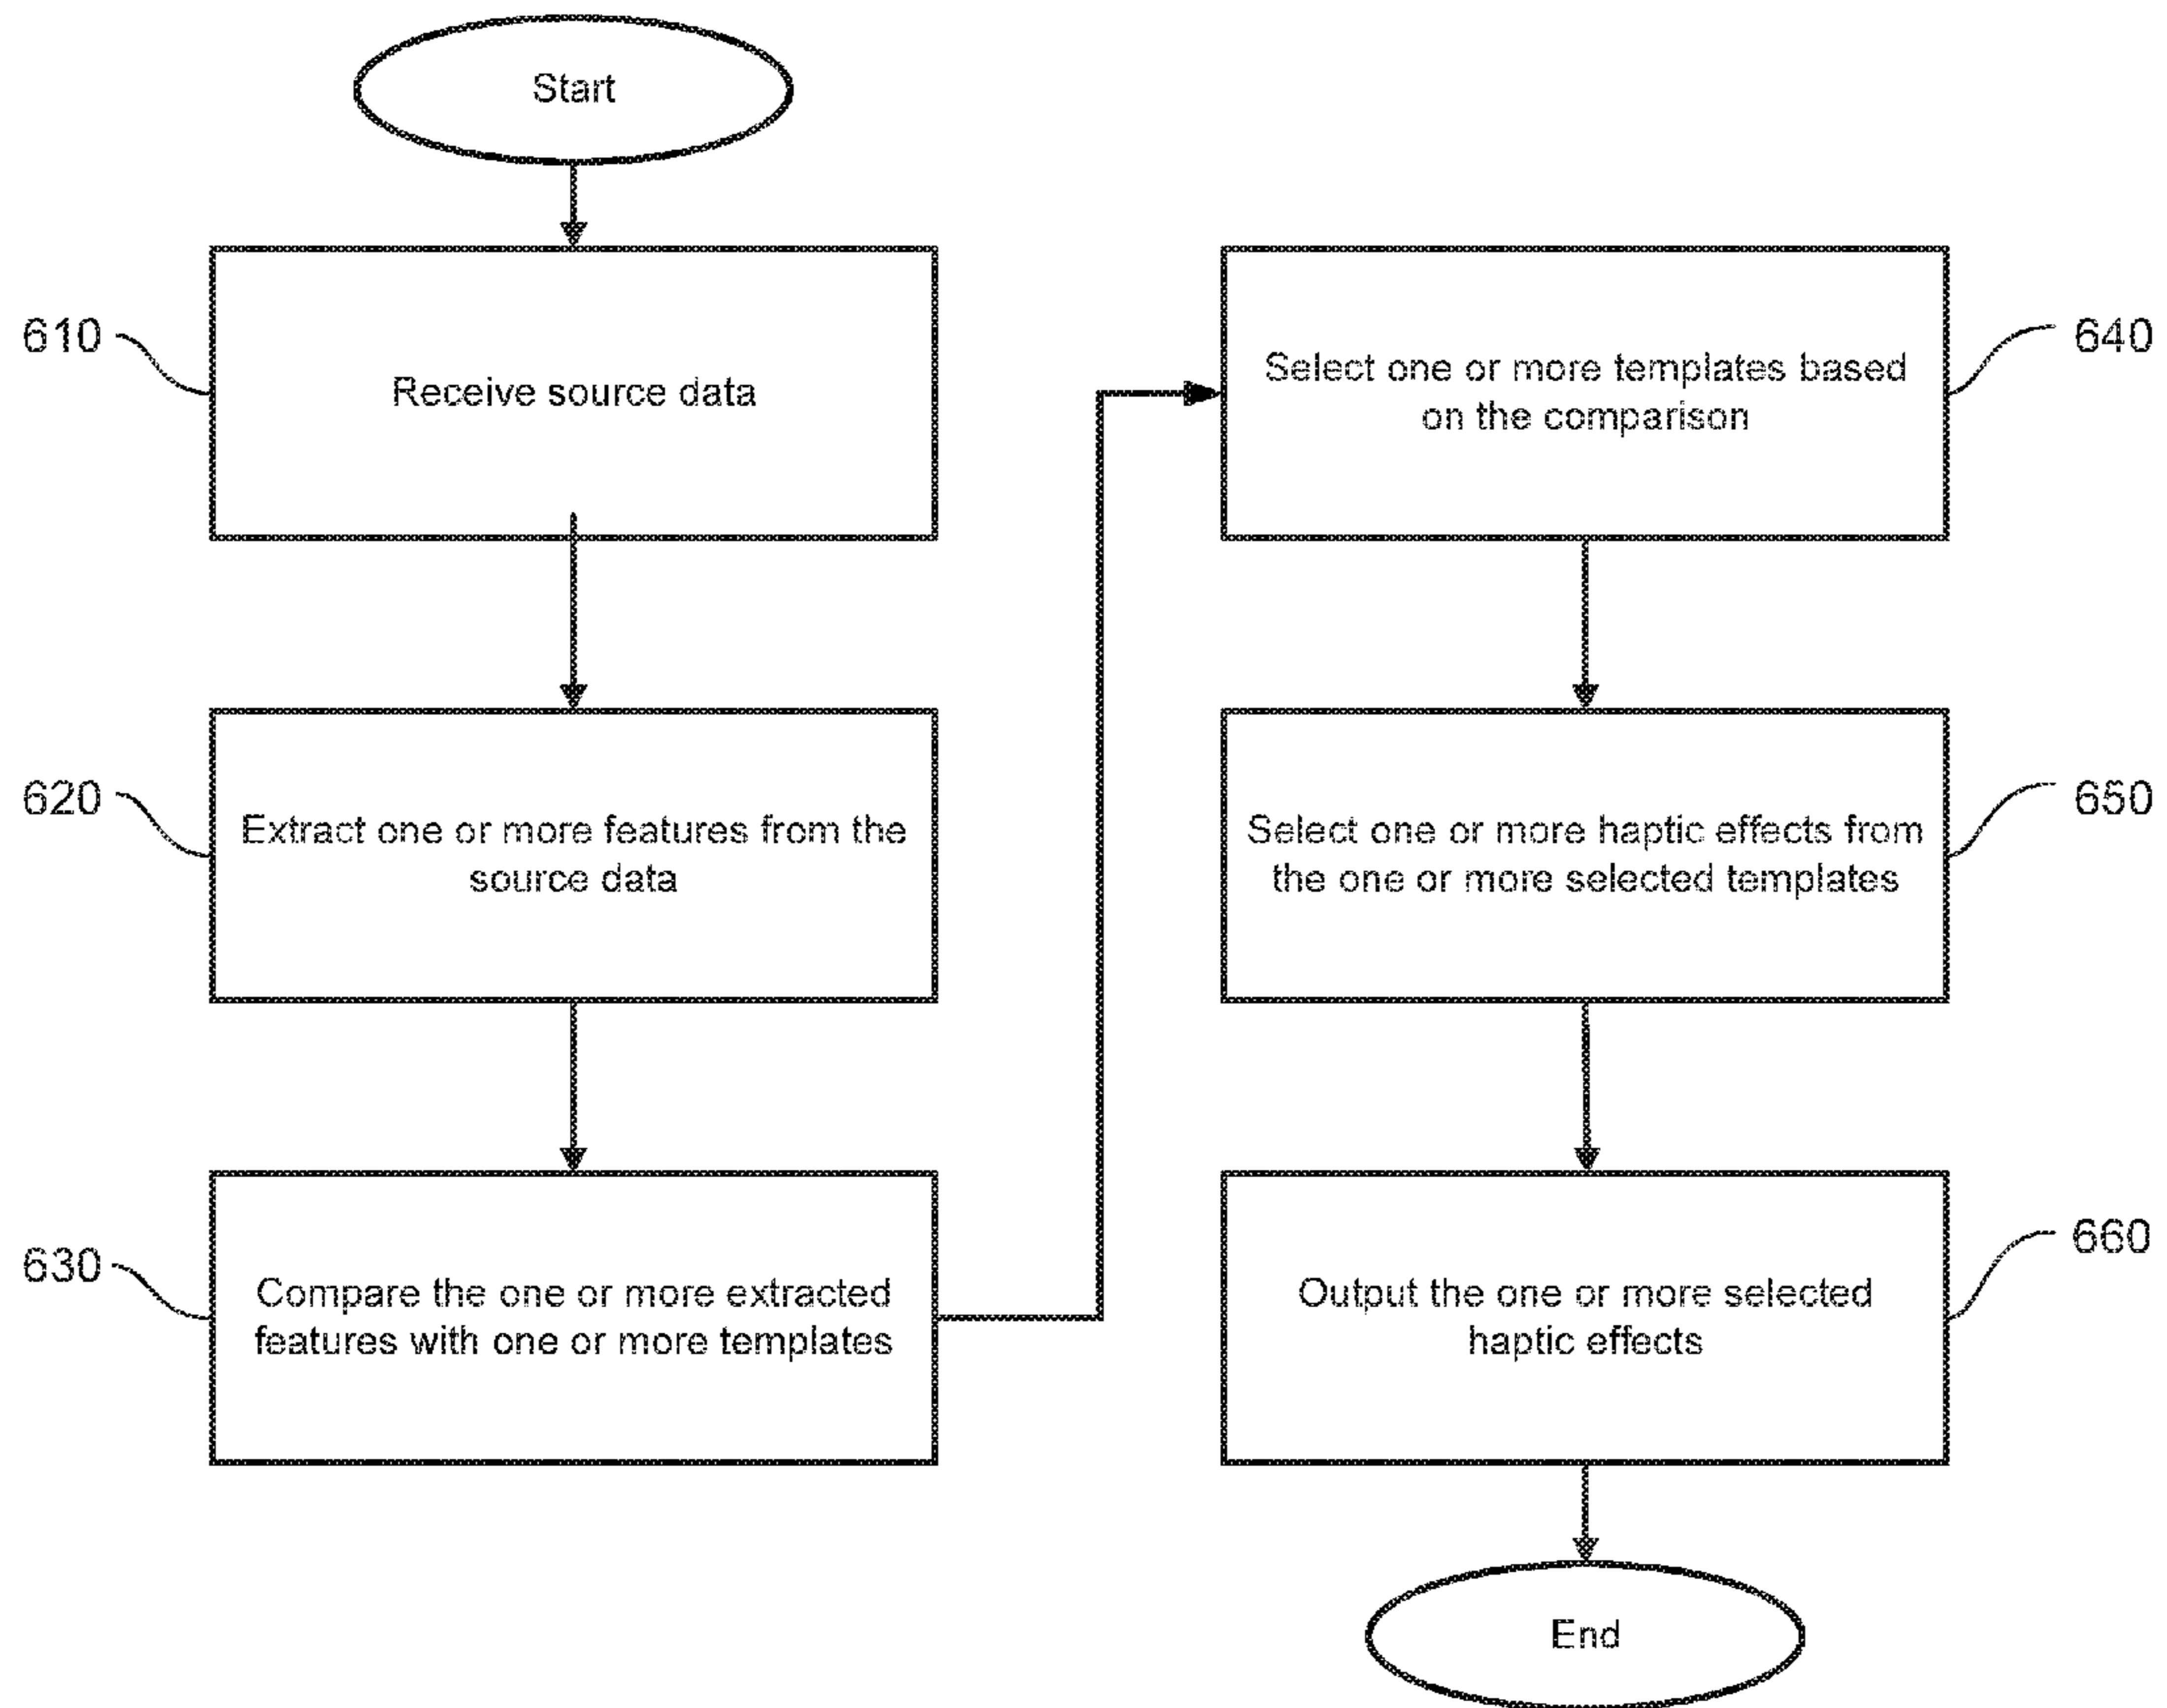 Start
610
Receive source data
620
Extract one or more features from the
source data
630
Compare the one or more extracted
features with one or more templates
640
Select one or more templates based
on the comparison
650
Select one or more haptic effects from
the one or more selected templates
660
Output the one or more selected
haptic effects
End